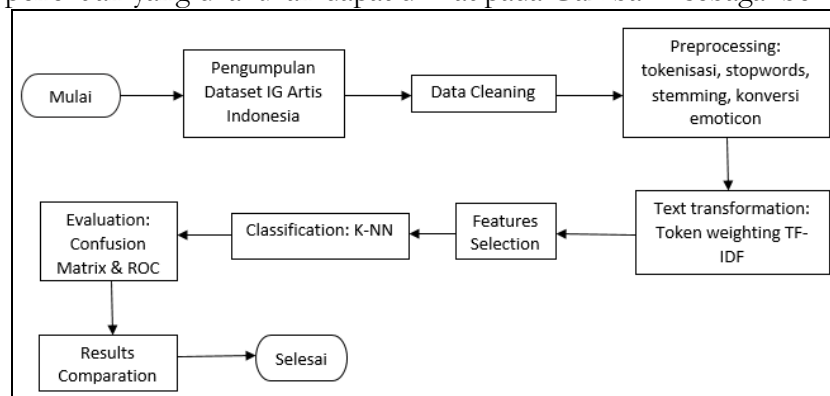 Mulai
Pengumpulan
Dataset IG Artis
Indonesia
Data Cleaning
Preprocessing:
tokenisasi, stopwords,
stemming, konversi
emoticon
Text transformation:
Token weighting TF-
IDF
Features
Selection
Classification: K-NN
Evaluation:
Confusion
Matrix & ROC
Results
Comparation
Selesai